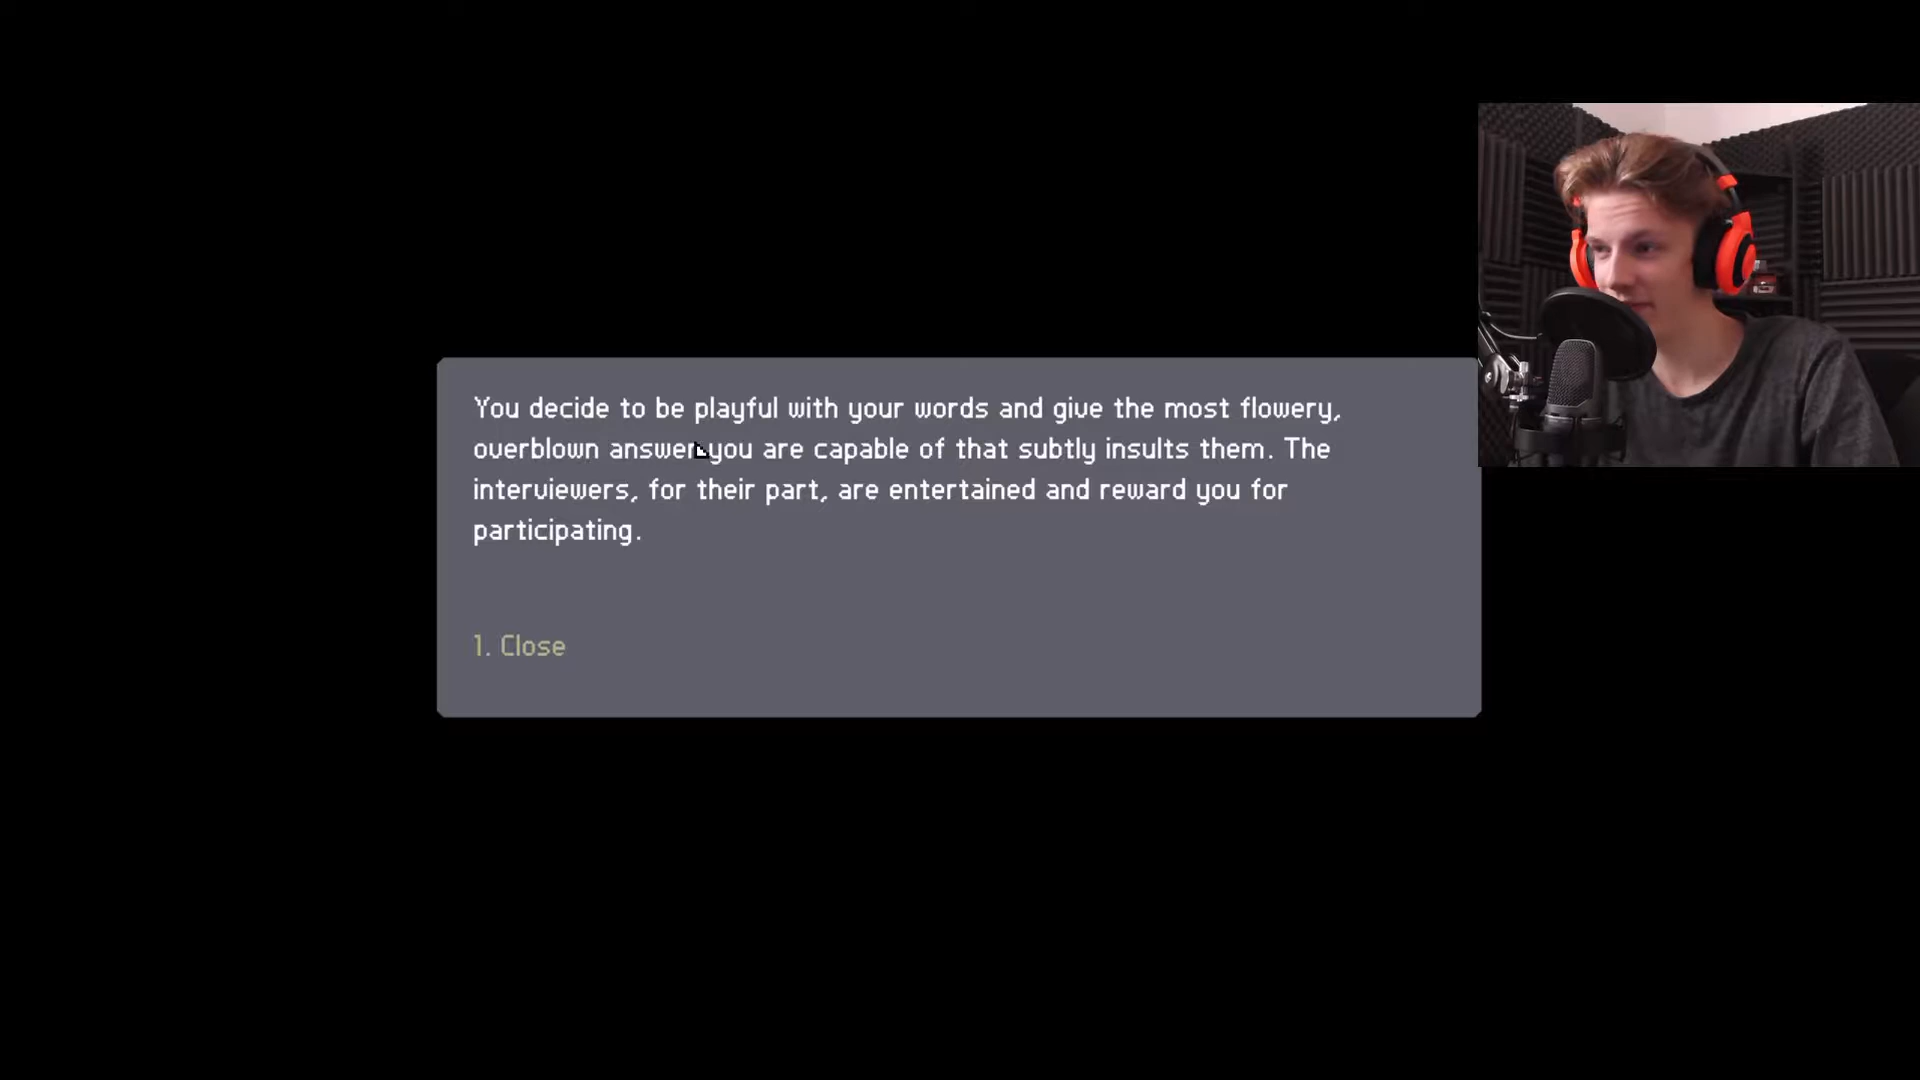 You decide to be playful with your words and give the most flowery,
overblown answer you are capable of that subtly insults them. The
interviewers, for their part, are entertained and reward you for
participating.
1. Close